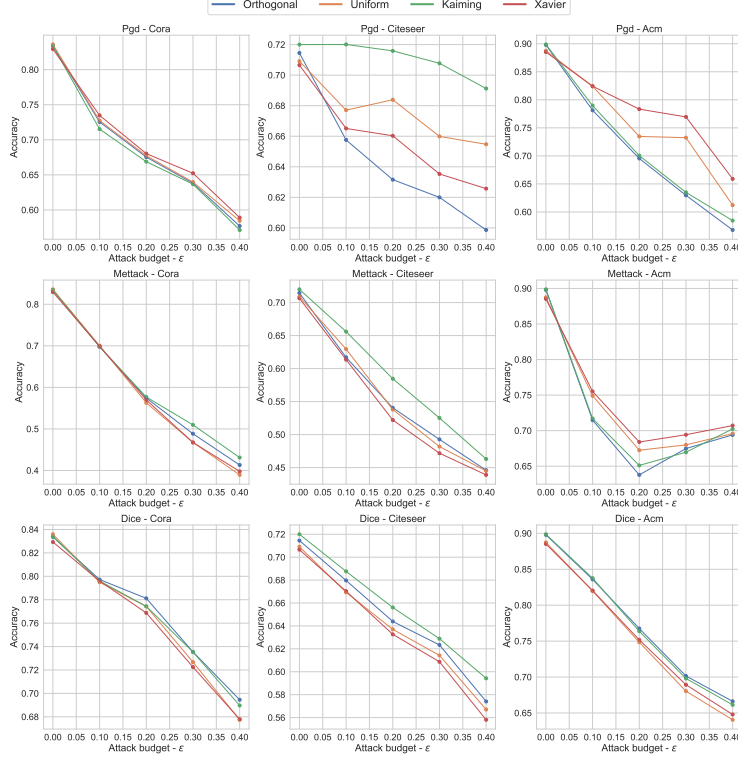 Orthogonal Uniform Kaiming Xavier
Pgd - Cora
Accuracy
0.80
0.75
0.70
0.65
0.60
0.00 0.05 0.10 0.15 0.20 0.25 0.30 0.35 0.40
Attack budget - ε
Pgd - Citeseer
Accuracy
0.72
0.70
0.68
0.66
0.64
0.62
0.60
0.00 0.05 0.10 0.15 0.20 0.25 0.30 0.35 0.40
Attack budget - ε
Pgd - Acm
Accuracy
0.90
0.85
0.80
0.75
0.70
0.65
0.60
0.00 0.05 0.10 0.15 0.20 0.25 0.30 0.35 0.40
Attack budget - ε
Mettack - Cora
Accuracy
0.8
0.7
0.6
0.5
0.4
0.00 0.05 0.10 0.15 0.20 0.25 0.30 0.35 0.40
Attack budget - ε
Mettack - Citeseer
Accuracy
0.70
0.65
0.60
0.55
0.50
0.45
0.00 0.05 0.10 0.15 0.20 0.25 0.30 0.35 0.40
Attack budget - ε
Mettack - Acm
Accuracy
0.90
0.85
0.80
0.75
0.70
0.65
0.00 0.05 0.10 0.15 0.20 0.25 0.30 0.35 0.40
Attack budget - ε
Dice - Cora
Accuracy
0.84
0.82
0.80
0.78
0.76
0.74
0.72
0.70
0.68
0.00 0.05 0.10 0.15 0.20 0.25 0.30 0.35 0.40
Attack budget - ε
Dice - Citeseer
Accuracy
0.72
0.70
0.68
0.66
0.64
0.62
0.60
0.58
0.56
0.00 0.05 0.10 0.15 0.20 0.25 0.30 0.35 0.40
Attack budget - ε
Dice - Acm
Accuracy
0.90
0.85
0.80
0.75
0.70
0.65
0.00 0.05 0.10 0.15 0.20 0.25 0.30 0.35 0.40
Attack budget - ε